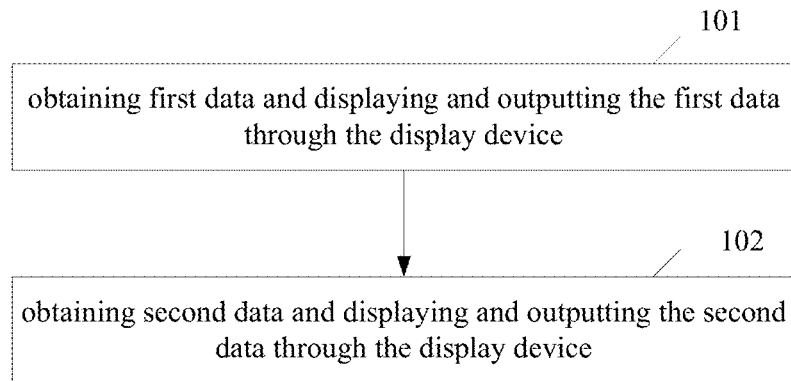 101
obtaining first data and displaying and outputting the first data
through the display device
102
obtaining second data and displaying and outputting the second
data through the display device